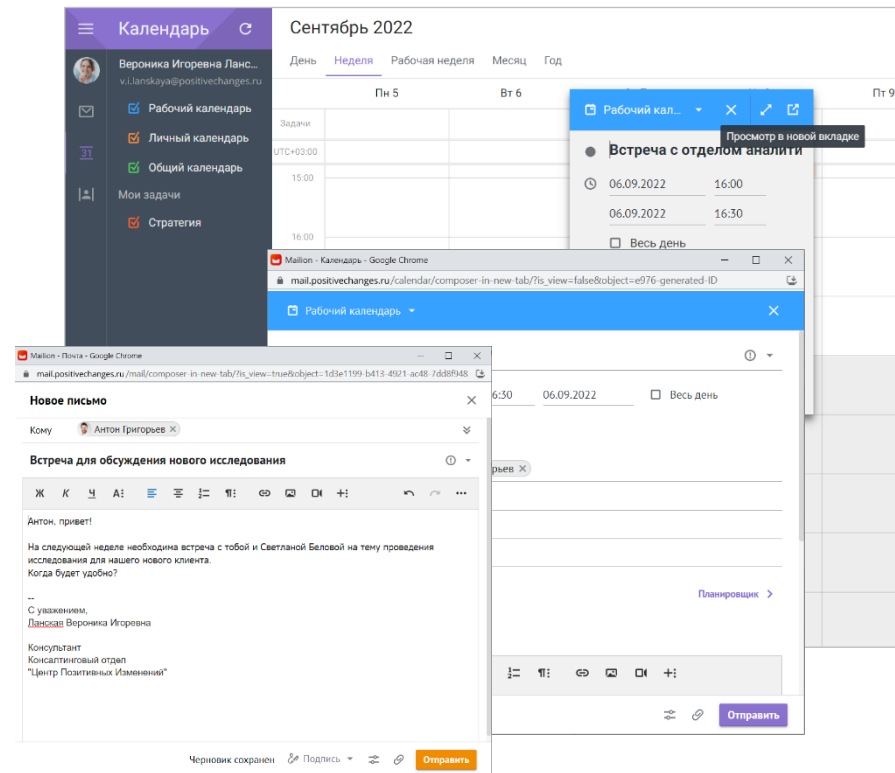 Календарь
Сентябрь 2022
День Неделя Рабочая неделя Месяц Год
Вероника Игоревна Ланс...
v.i.lanskaya@positivechanges.ru
Рабочий календарь
Личный календарь
Общий календарь
Мои задачи
Стратегия
31
Пн 5 Вт 6 Пт 9
Задачи
UTC+03:00
15:00
16:00
Рабочий кал...
Просмотр в новой вкладке
Встреча с отделом аналити
06.09.2022 16:00
06.09.2022 16:30
Весь день
Mailion - Календарь - Google Chrome
mail.positivechanges.ru/calendar/composer-in-new-tab/?is_view=false&object=e976-generated-ID
Рабочий календарь
6:30 06.09.2022 Весь день
рьев
Планировщик
Отправить
Mailion - Почта - Google Chrome
mail.positivechanges.ru/mail/composer-in-new-tab/?is_view=true&object=1d3e1199-b413-4921-ac48-7dd8f948
Новое письмо
Кому Антон Григорьев
Встреча для обсуждения нового исследования
Ж К Ч А
Антон, привет!
На следующей неделе необходима встреча с тобой и Светланой Беловой на тему проведения
исследования для нашего нового клиента.
Когда будет удобно?
--
С уважением,
Ланская Вероника Игоревна
Консультант
Консалтинговый отдел
"Центр Позитивных Изменений"
Черновик сохранен Подпись Отправить